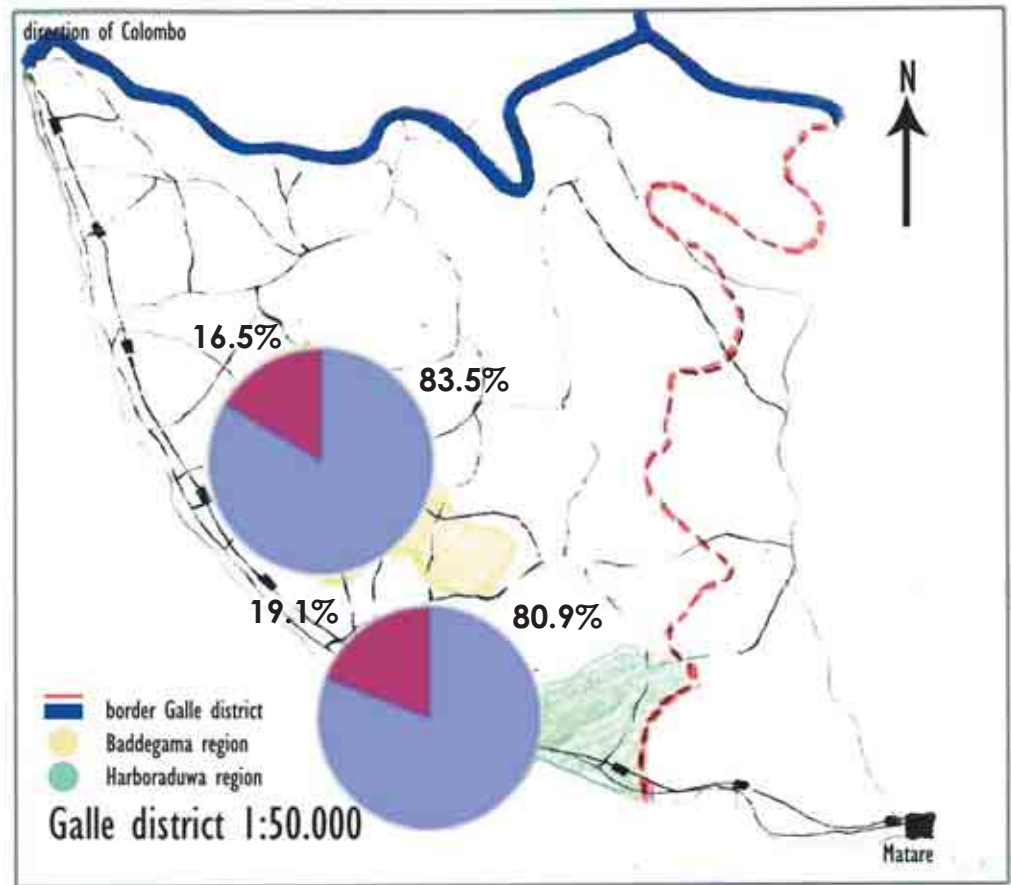 direction of Colombo
N
16.5%
83.5%
19.1%
80.9%
border Galle district
Baddegama region
Harboraduwa region
Galle district 1:50.000
Matare